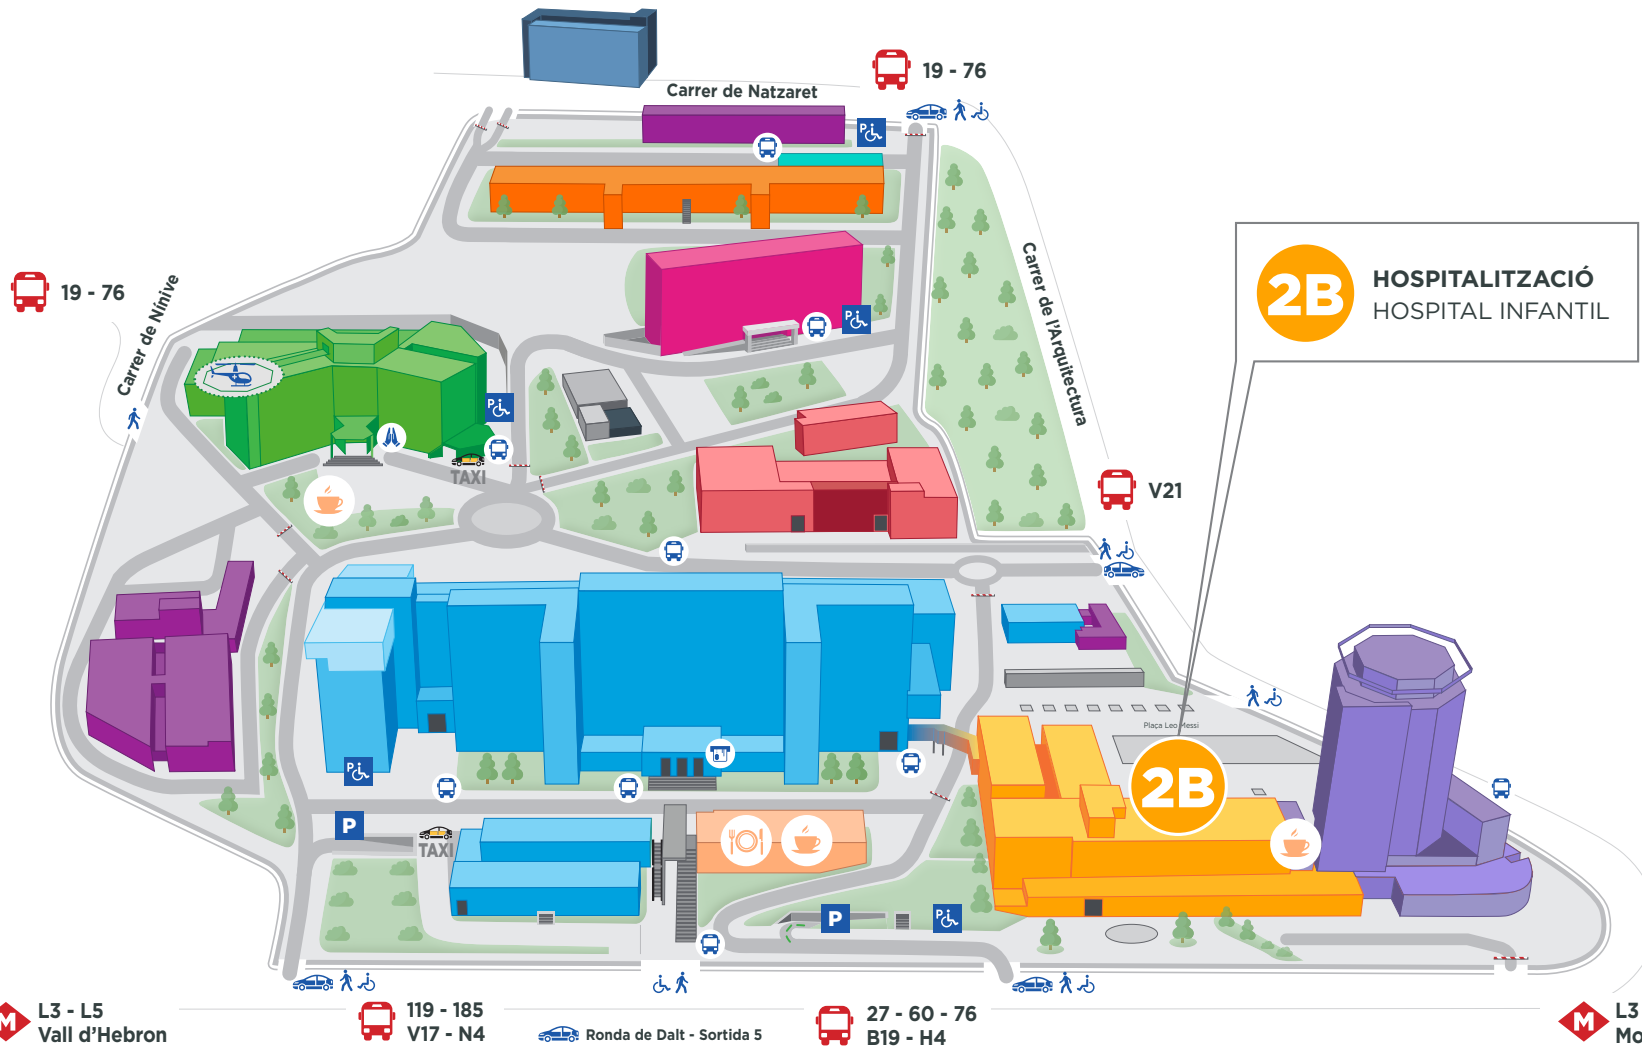 19 - 76
Carrer de Natzaret
P
19 - 76
Carrer de Nínive
Carrer de l'Arquitectura
2B
HOSPITALITZACIÓ
HOSPITAL INFANTIL
P
P
TAXI
V21
Plaça Leo Messi
2B
P
P
TAXI
P
P
M
L3 - L5
Vall d'Hebron
119 - 185
V17 - N4
Ronda de Dalt - Sortida 5
27 - 60 - 76
B19 - H4
M
L3
Mo